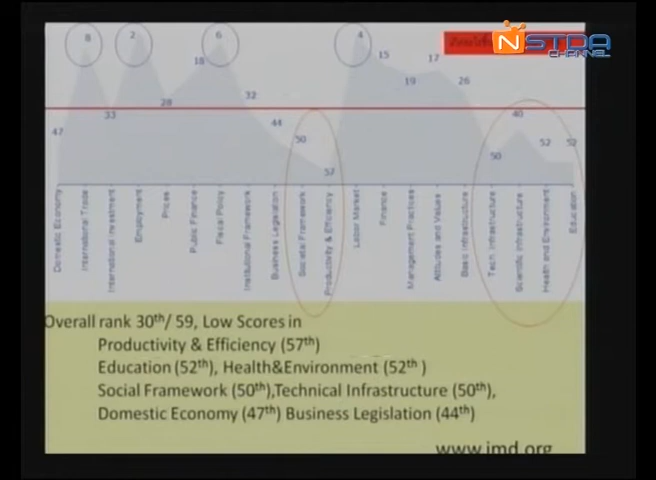 8
2
6
4
NSTDA
CHANNEL
18
15
17
19
26
28
32
33
40
44
47
50
50
52
52
57
Domestic Economy
International Trade
International Investment
Employment
Prices
Public Finance
Fiscal Policy
Institutional Framework
Business Legislation
Societal Framework
Productivity & Efficiency
Labor Market
Finance
Management Practices
Attitudes and Values
Basic Infrastructure
Tech Infrastructure
Scientific Infrastructure
Health and Environment
Education
Overall rank 30th/ 59, Low Scores in
Productivity & Efficiency (57th)
Education (52th), Health&Environment (52th )
Social Framework (50th),Technical Infrastructure (50th),
Domestic Economy (47th) Business Legislation (44th)
www.imd.org